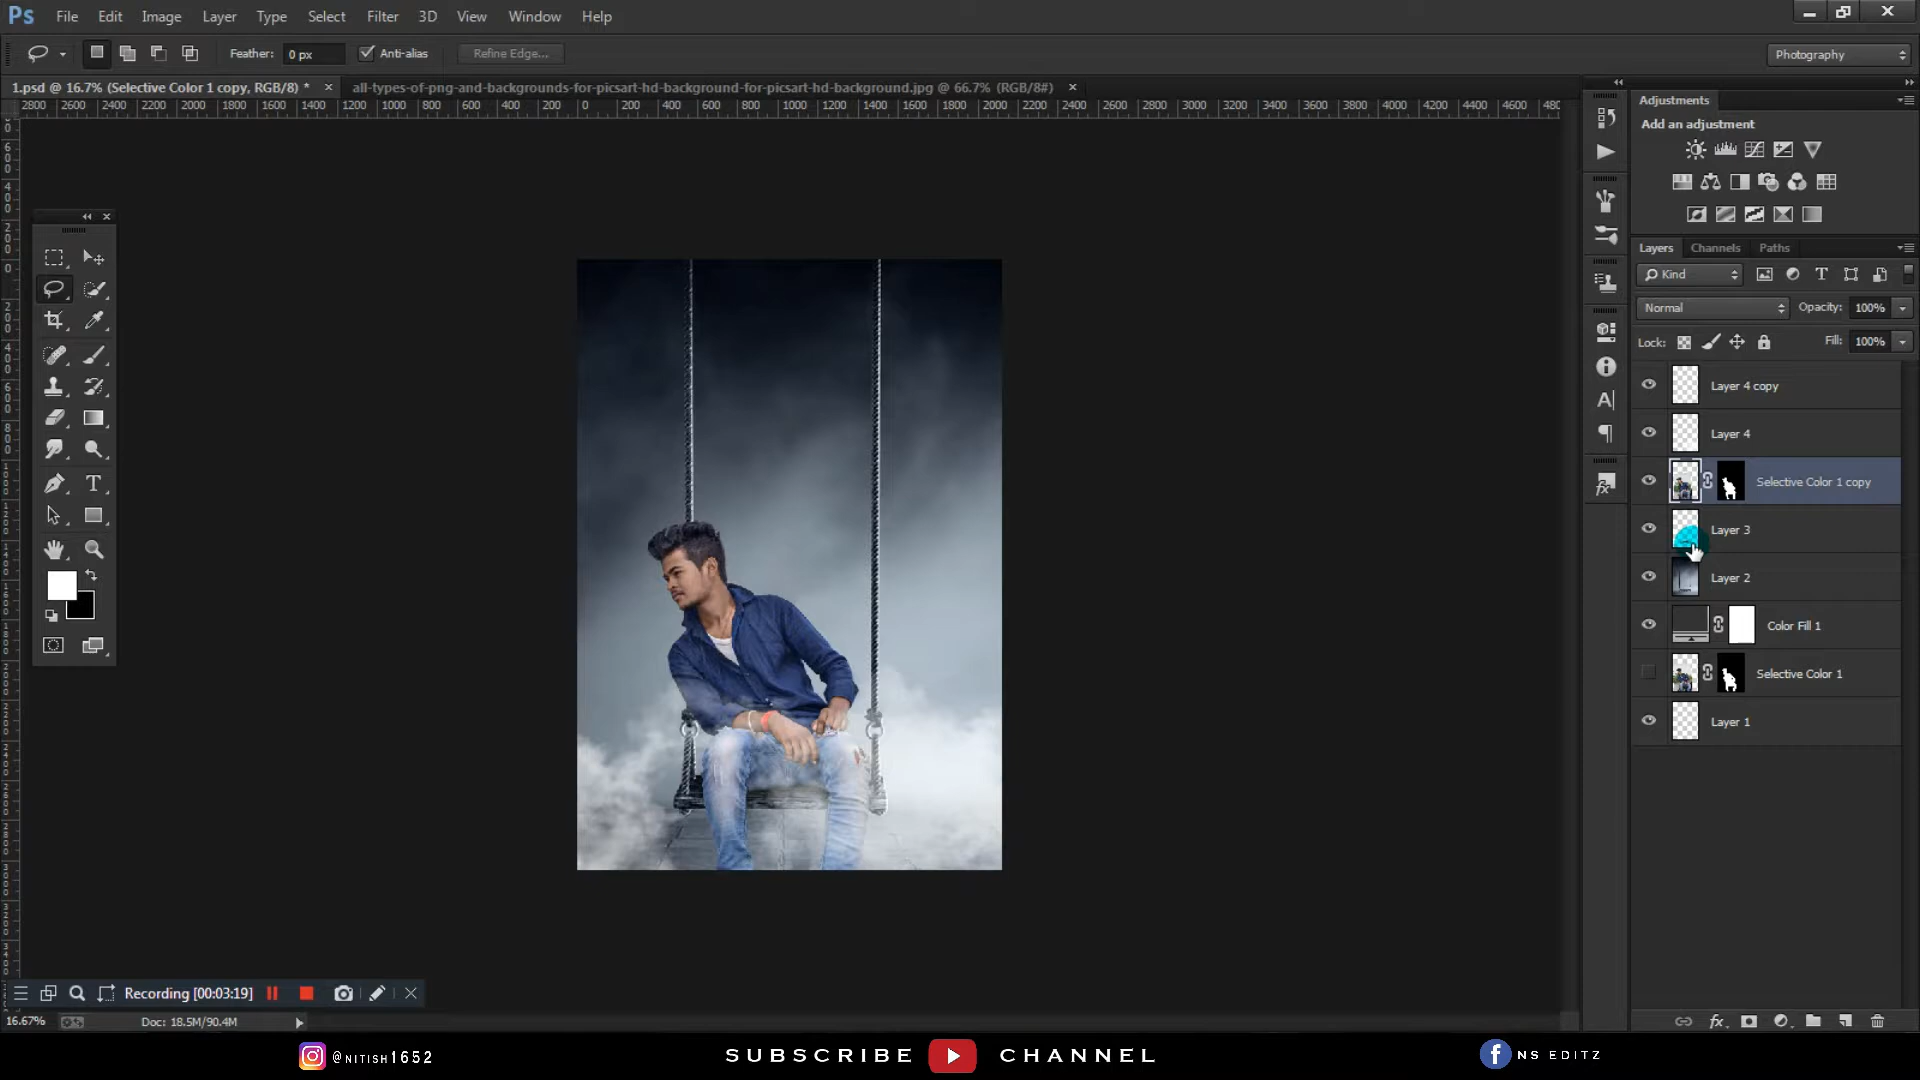 Ps File Edit Image Layer Type Select Filter 3D View Window Help
Feather: 0 px Anti-alias Refine Edge... Photography
1.psd @ 16.7% (Selective Color 1 copy, RGB/8) * × all-types-of-png-and-backgrounds-for-picsart-hd-background-for-picsart-hd-background.jpg @ 66.7% (RGB/8#) ×
2800 2600 2400 2200 2000 1800 1600 1400 1200 1000 800 600 400 200 0 200 400 600 800 1000 1200 1400 1600 1800 2000 2200 2400 2600 2800 3000 3200 3400 3600 3800 4000 4200 4400 4600 480
Adjustments
Add an adjustment
Layers Channels Paths
Kind
Normal Opacity: 100%
Lock: Fill: 100%
Layer 4 copy
Layer 4
Selective Color 1 copy
Layer 3
Layer 2
Color Fill 1
Selective Color 1
Layer 1
Recording [00:03:19]
16.67% Doc: 18.5M/90.4M
@NITISH1652 SUBSCRIBE CHANNEL NS EDITZ